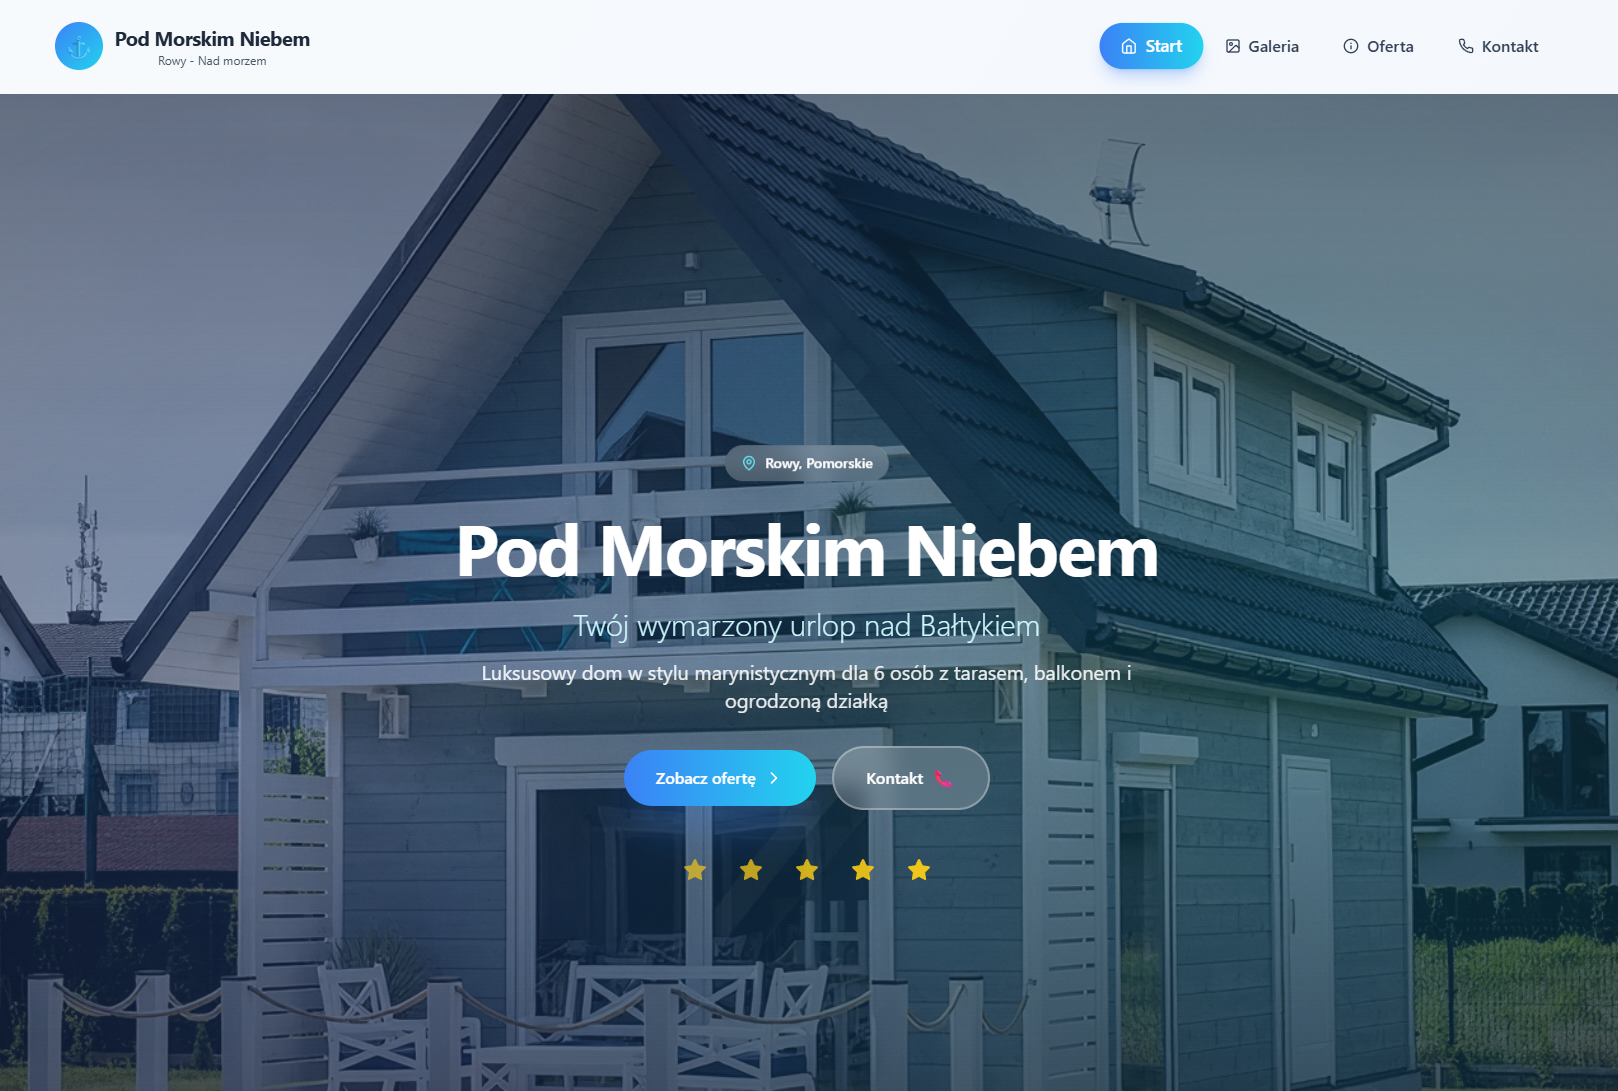 Pod Morskim Niebem
Rowy - Nad morzem
Start
Galeria
Oferta
Kontakt
Rowy, Pomorskie
Pod Morskim Niebem
Twój wymarzony urlop nad Bałtykiem
Luksusowy dom w stylu marynistycznym dla 6 osób z tarasem, balkonem i
ogrodzoną działką
Zobacz ofertę
Kontakt
3